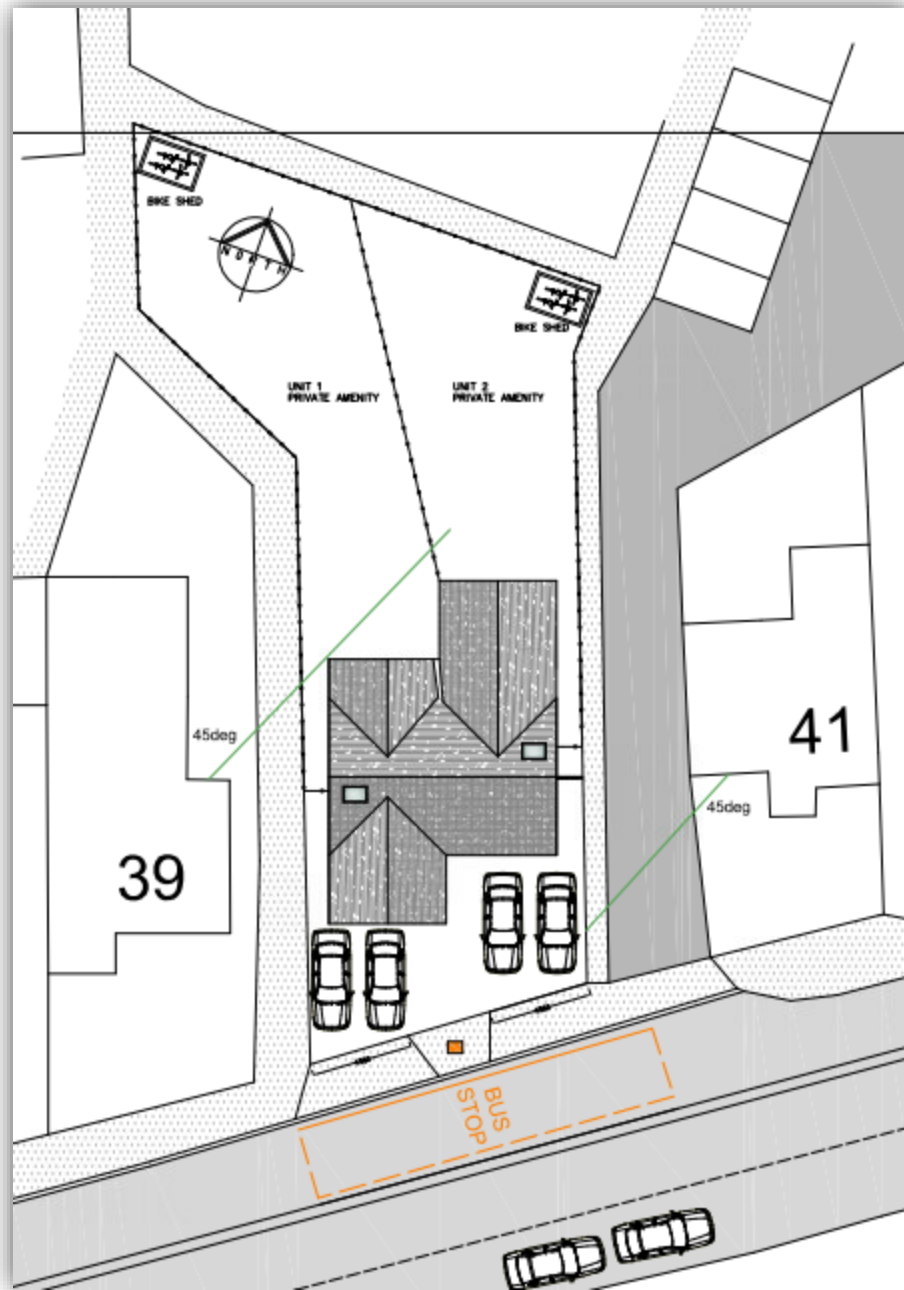 BIKE SHED
NORTH
BIKE SHED
UNIT 1
PRIVATE AMENITY
UNIT 2
PRIVATE AMENITY
45deg
41
45deg
39
BUS
STOP